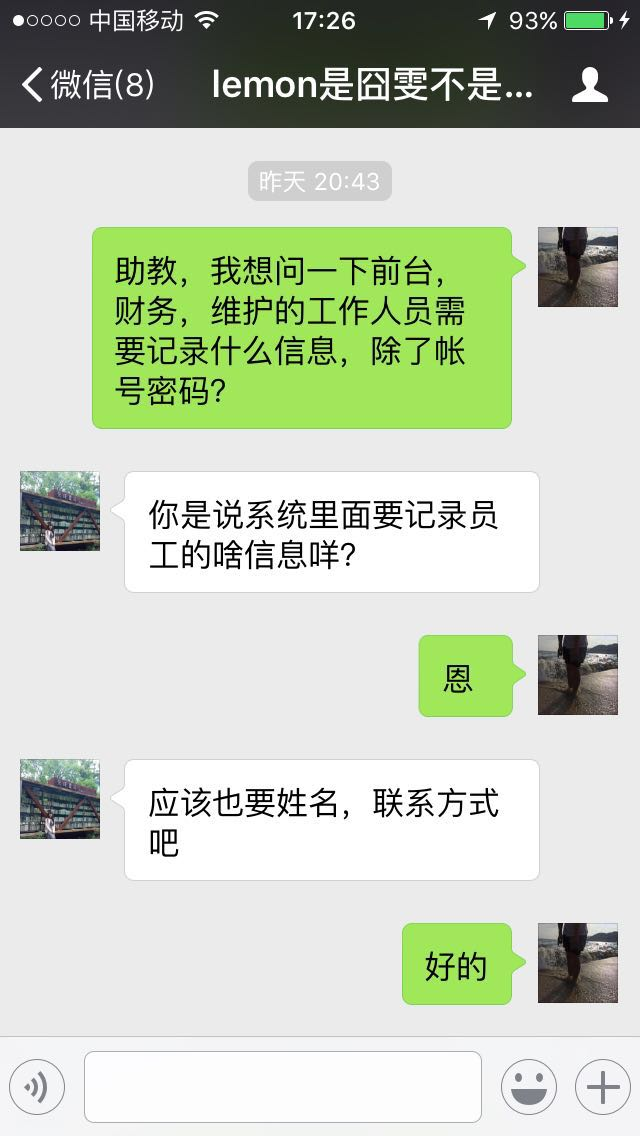 中国移动 17:26 93%
微信(8) lemon是囧雯不是...
昨天 20:43
助教，我想问一下前台，
财务，维护的工作人员需
要记录什么信息，除了帐
号密码？
你是说系统里面要记录员
工的啥信息咩？
恩
应该也要姓名，联系方式
吧
好的